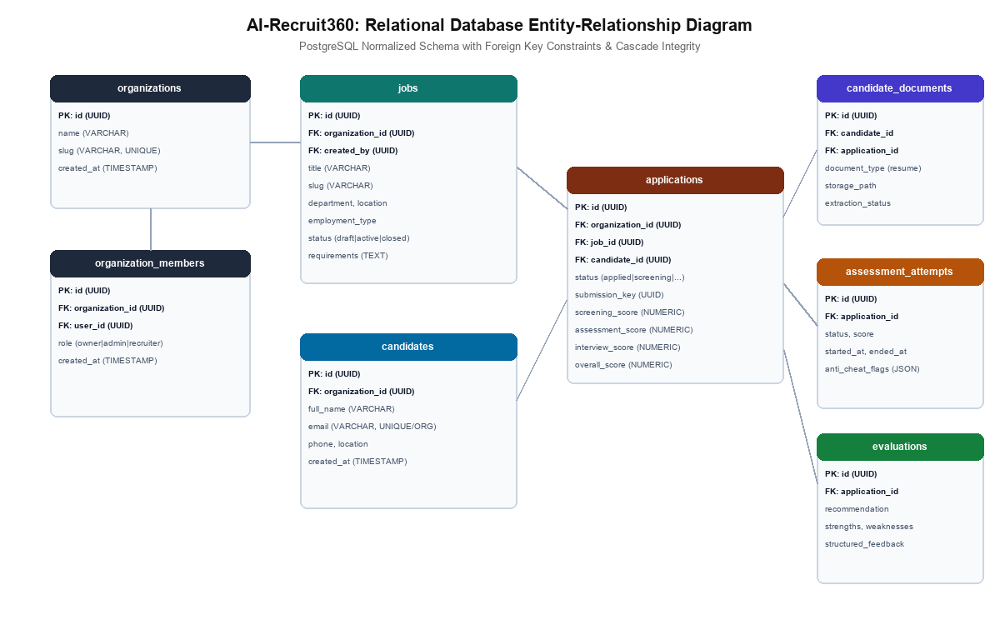 AI-Recruit360: Relational Database Entity-Relationship Diagram
PostgreSQL Normalized Schema with Foreign Key Constraints & Cascade Integrity
organizations
PK: id (UUID)
name (VARCHAR)
slug (VARCHAR, UNIQUE)
created_at (TIMESTAMP)
organization_members
PK: id (UUID)
FK: organization_id (UUID)
FK: user_id (UUID)
role (owner|admin|recruiter)
created_at (TIMESTAMP)
jobs
PK: id (UUID)
FK: organization_id (UUID)
FK: created_by (UUID)
title (VARCHAR)
slug (VARCHAR)
department, location
employment_type
status (draft|active|closed)
requirements (TEXT)
candidates
PK: id (UUID)
FK: organization_id (UUID)
full_name (VARCHAR)
email (VARCHAR, UNIQUE/ORG)
phone, location
created_at (TIMESTAMP)
applications
PK: id (UUID)
FK: organization_id (UUID)
FK: job_id (UUID)
FK: candidate_id (UUID)
status (applied|screening|...)
submission_key (UUID)
screening_score (NUMERIC)
assessment_score (NUMERIC)
interview_score (NUMERIC)
overall_score (NUMERIC)
candidate_documents
PK: id (UUID)
FK: candidate_id
FK: application_id
document_type (resume)
storage_path
extraction_status
assessment_attempts
PK: id (UUID)
FK: application_id
status, score
started_at, ended_at
anti_cheat_flags (JSON)
evaluations
PK: id (UUID)
FK: application_id
recommendation
strengths, weaknesses
structured_feedback